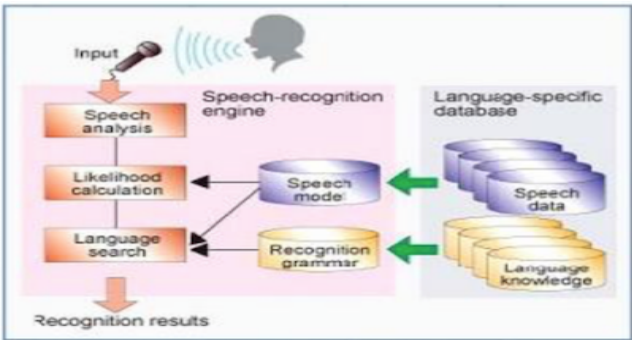 Input
Speech-recognition
engine
Language-specific
database
Speech
analysis
Likelihood
calculation
Speech
model
Speech
data
Language
search
Recognition
grammar
Language
knowledge
Recognition results